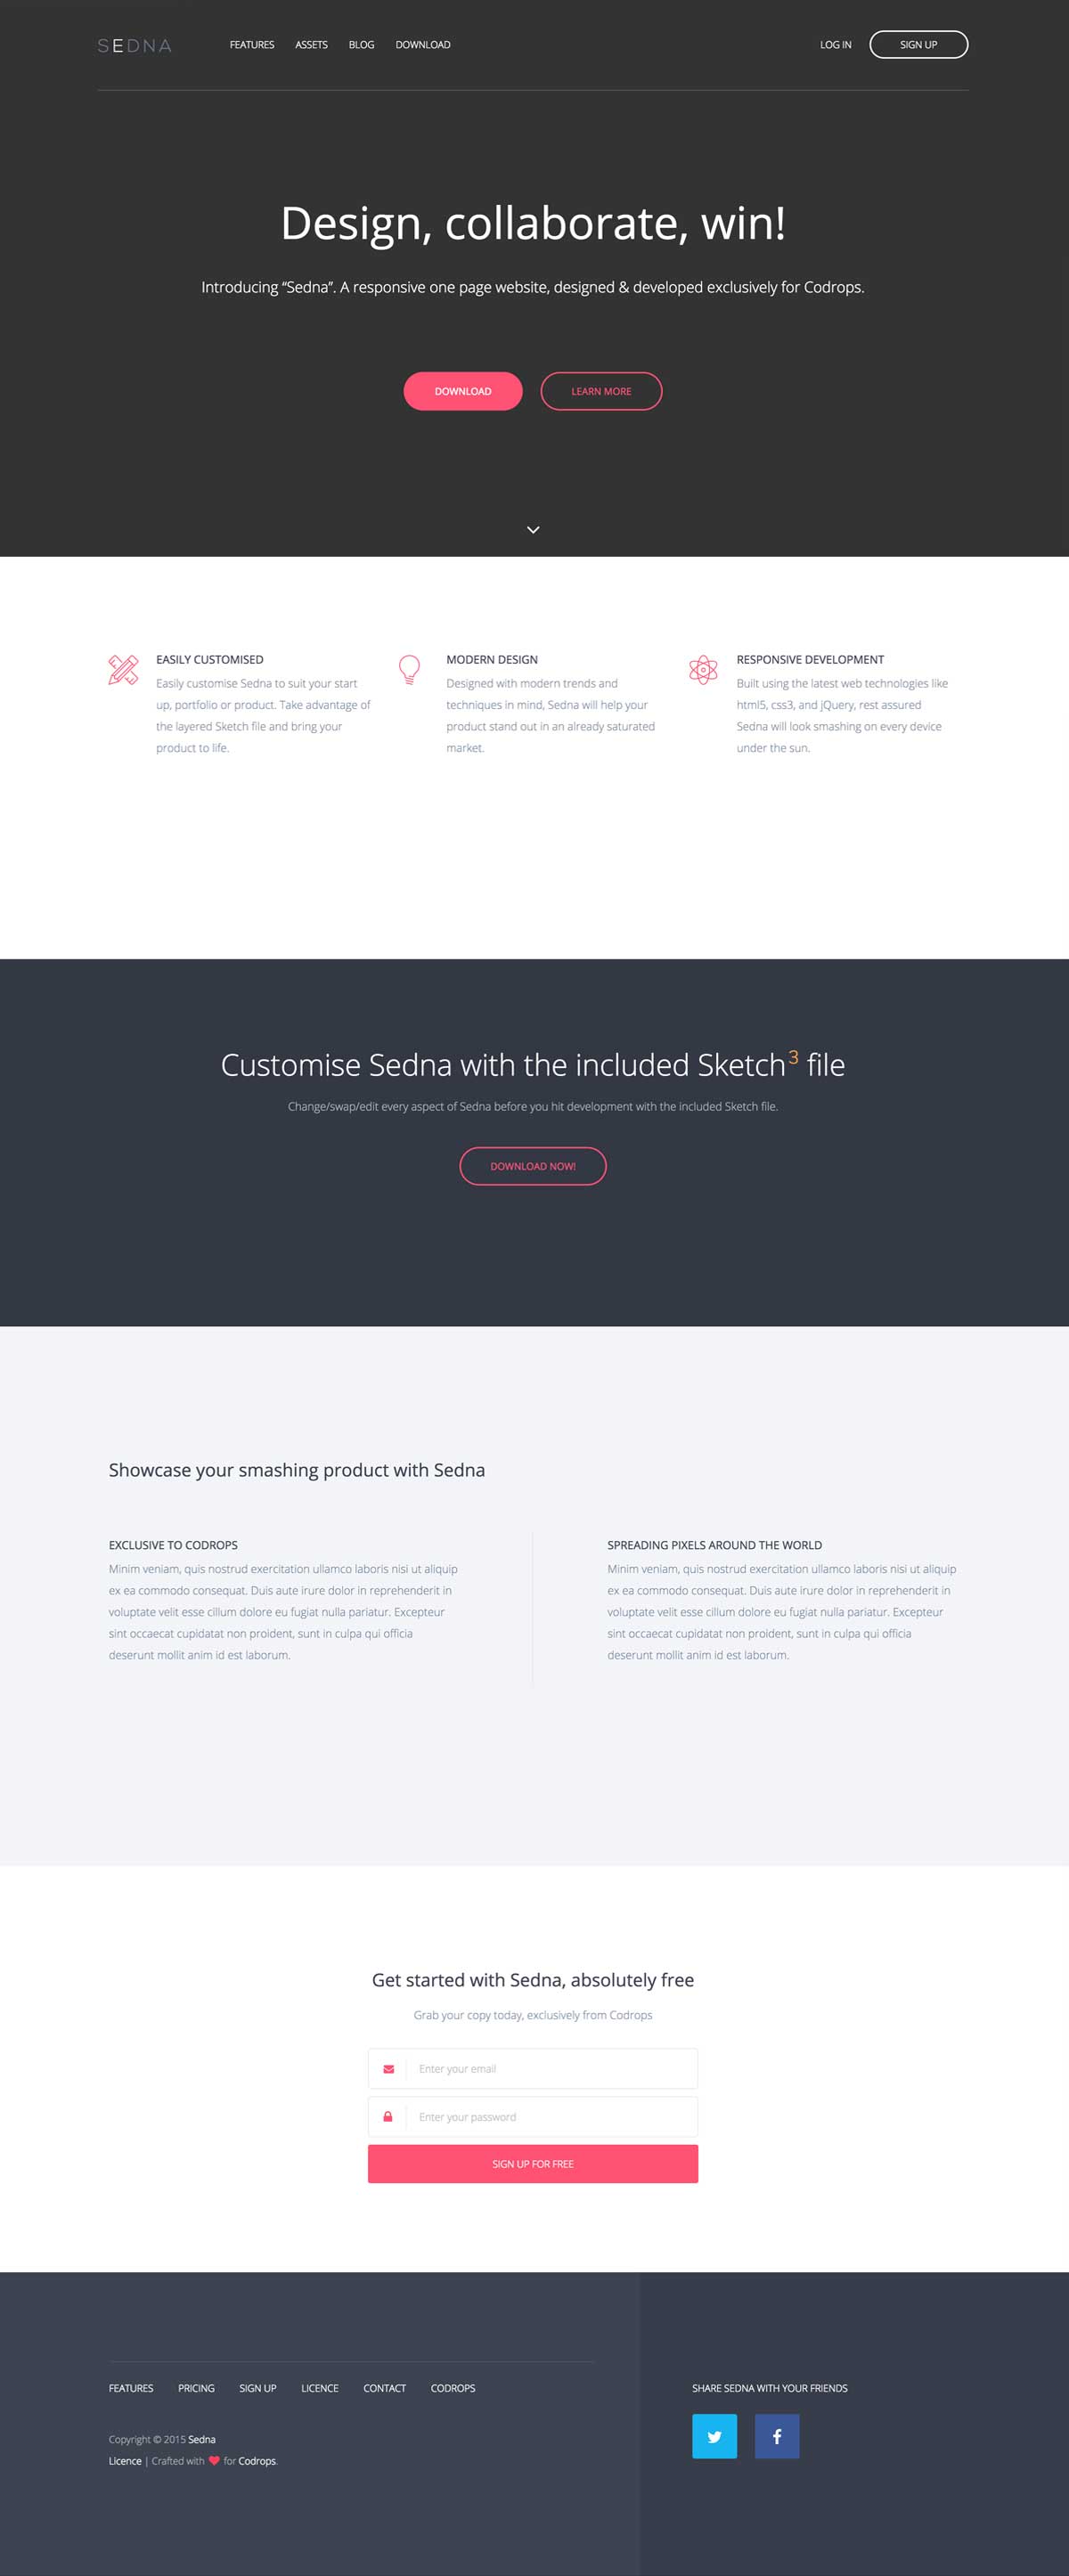 SEDNA
FEATURES ASSETS BLOG DOWNLOAD
LOG IN SIGN UP
Design, collaborate, win!
Introducing “Sedna”. A responsive one page website, designed & developed exclusively for Codrops.
DOWNLOAD LEARN MORE
EASILY CUSTOMISED
Easily customise Sedna to suit your start
up, portfolio or product. Take advantage of
the layered Sketch file and bring your
product to life.
MODERN DESIGN
Designed with modern trends and
techniques in mind, Sedna will help your
product stand out in an already saturated
market.
RESPONSIVE DEVELOPMENT
Built using the latest web technologies like
html5, css3, and jQuery, rest assured
Sedna will look smashing on every device
under the sun.
Customise Sedna with the included Sketch³ file
Change/swap/edit every aspect of Sedna before you hit development with the included Sketch file.
DOWNLOAD NOW!
Showcase your smashing product with Sedna
EXCLUSIVE TO CODROPS
Minim veniam, quis nostrud exercitation ullamco laboris nisi ut aliquip
ex ea commodo consequat. Duis aute irure dolor in reprehenderit in
voluptate velit esse cillum dolore eu fugiat nulla pariatur. Excepteur
sint occaecat cupidatat non proident, sunt in culpa qui officia
deserunt mollit anim id est laborum.
SPREADING PIXELS AROUND THE WORLD
Minim veniam, quis nostrud exercitation ullamco laboris nisi ut aliquip
ex ea commodo consequat. Duis aute irure dolor in reprehenderit in
voluptate velit esse cillum dolore eu fugiat nulla pariatur. Excepteur
sint occaecat cupidatat non proident, sunt in culpa qui officia
deserunt mollit anim id est laborum.
Get started with Sedna, absolutely free
Grab your copy today, exclusively from Codrops
Enter your email
Enter your password
SIGN UP FOR FREE
FEATURES PRICING SIGN UP LICENCE CONTACT CODROPS
Copyright © 2015 Sedna
Licence | Crafted with ♥ for Codrops.
SHARE SEDNA WITH YOUR FRIENDS